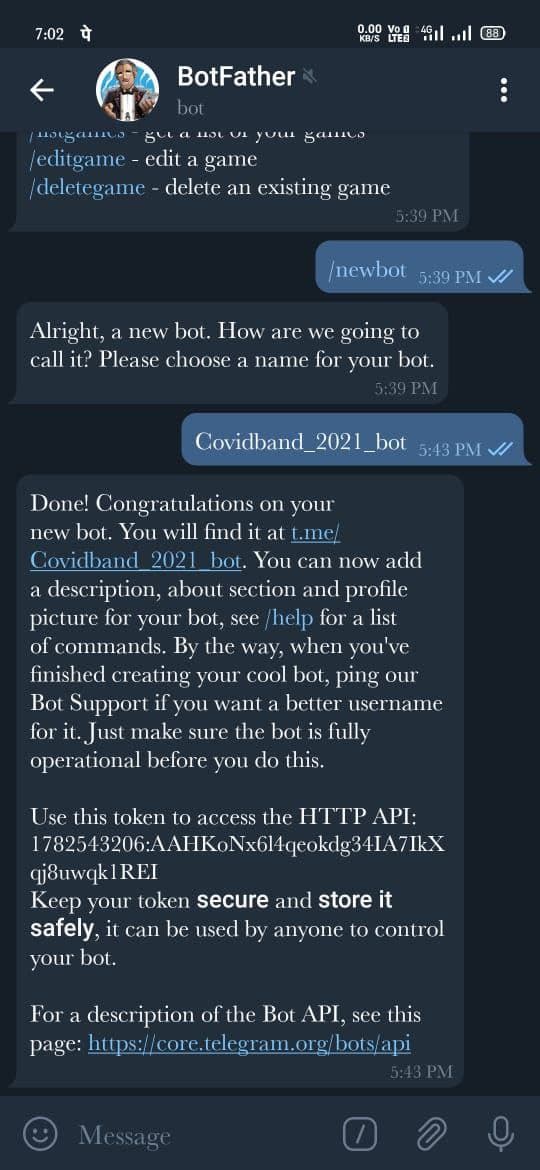 7:02
0.00 KB/S Vo LTE 4G 88
BotFather
bot
/editgame - edit a game
/deletegame - delete an existing game
5:39 PM
/newbot 5:39 PM
Alright, a new bot. How are we going to
call it? Please choose a name for your bot.
5:39 PM
Covidband_2021_bot 5:43 PM
Done! Congratulations on your
new bot. You will find it at t.me/
Covidband_2021_bot. You can now add
a description, about section and profile
picture for your bot, see /help for a list
of commands. By the way, when you've
finished creating your cool bot, ping our
Bot Support if you want a better username
for it. Just make sure the bot is fully
operational before you do this.
Use this token to access the HTTP API:
1782543206:AAHKoNx6l4qeokdg34IA7IkX
qj8uwqk1REI
Keep your token secure and store it
safely, it can be used by anyone to control
your bot.
For a description of the Bot API, see this
page: https://core.telegram.org/bots/api
5:43 PM
Message